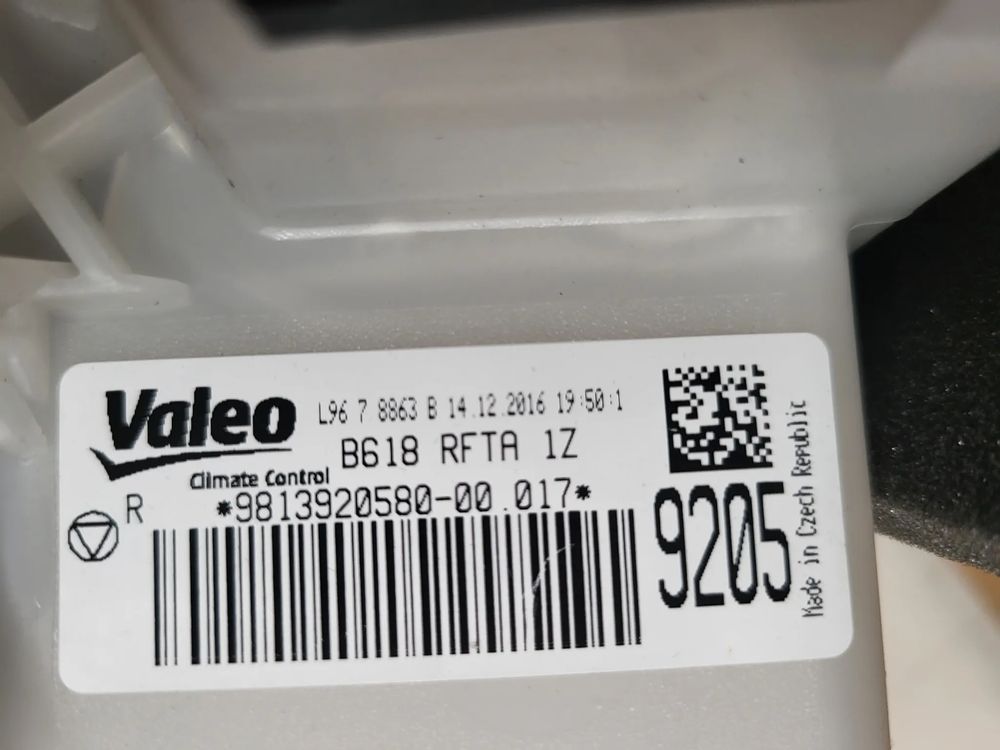 Valeo
Climate Control
L96 7 8863 B 14.12.2016 19:50:1
B618 RFTA 1Z
R
*9813920580-00.017*
9205
Made in Czech Republic